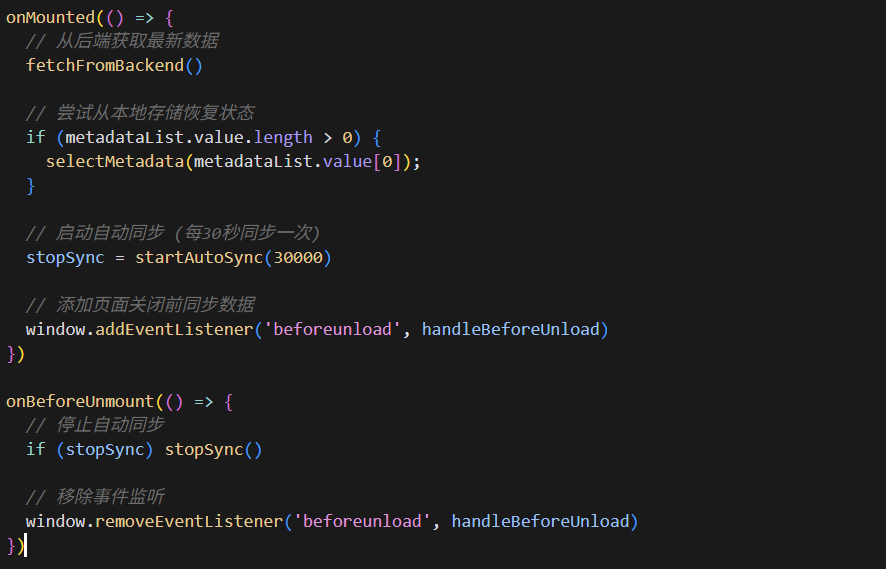 onMounted(() => {
  // 从后端获取最新数据
  fetchFromBackend()

  // 尝试从本地存储恢复状态
  if (metadataList.value.length > 0) {
    selectMetadata(metadataList.value[0]);
  }

  // 启动自动同步 (每30秒同步一次)
  stopSync = startAutoSync(30000)

  // 添加页面关闭前同步数据
  window.addEventListener('beforeunload', handleBeforeUnload)
})

onBeforeUnmount(() => {
  // 停止自动同步
  if (stopSync) stopSync()

  // 移除事件监听
  window.removeEventListener('beforeunload', handleBeforeUnload)
})